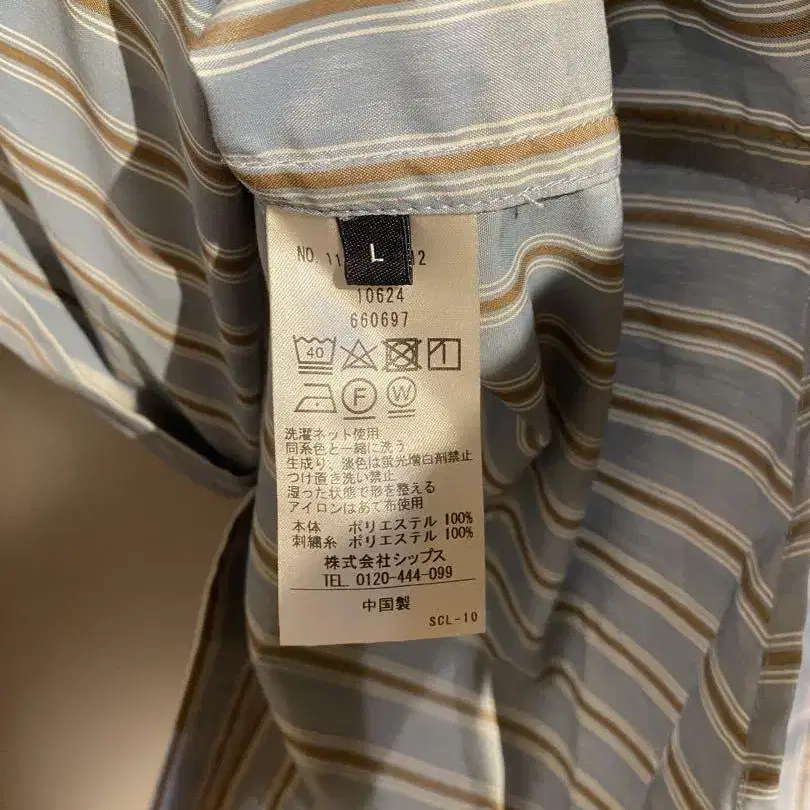 L
NO. 11 12
10624
660697
40
F
W
洗濯ネット使用
同系色と一緒に洗う
生成り、淡色は蛍光増白剤禁止
つけ置き洗い禁止
湿った状態で形を整える
アイロンはあて布使用
本体 ポリエステル 100%
刺繍糸 ポリエステル 100%
株式会社シップス
TEL. 0120-444-099
中国製
SCL-10